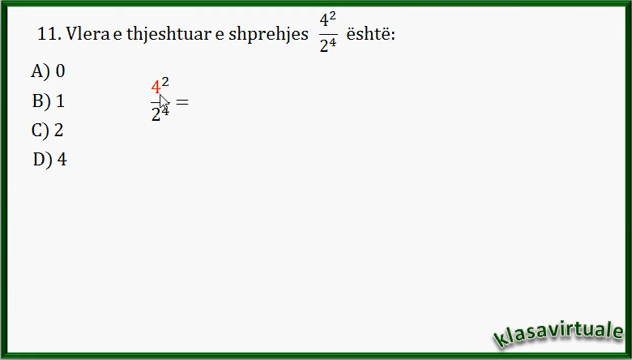 11. Vlera e thjeshtuar e shprehjes 4²/2⁴ është:
A) 0
4²/2⁴ =
B) 1
C) 2
D) 4
klasavirtuale